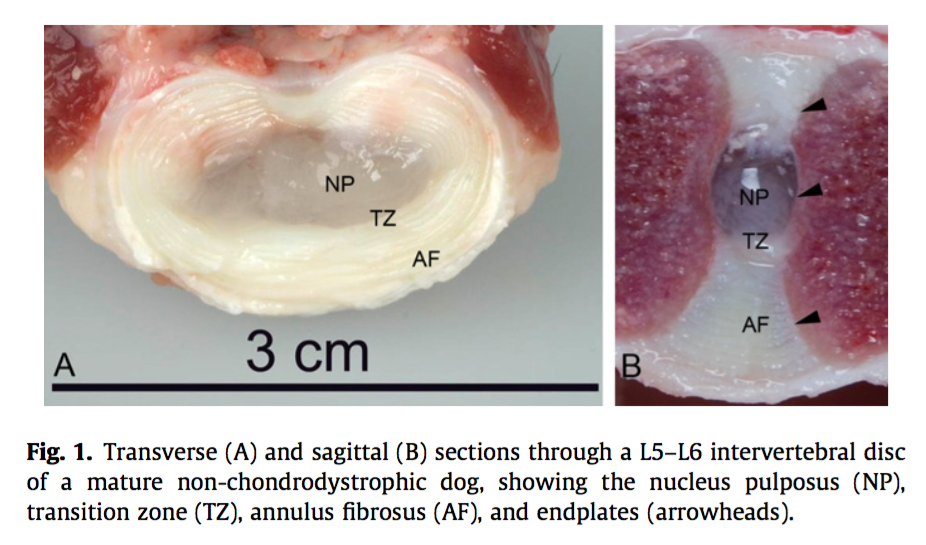 NP
TZ
AF
3 cm
A
NP
TZ
AF
B
Fig. 1. Transverse (A) and sagittal (B) sections through a L5–L6 intervertebral disc
of a mature non-chondrodystrophic dog, showing the nucleus pulposus (NP),
transition zone (TZ), annulus fibrosus (AF), and endplates (arrowheads).